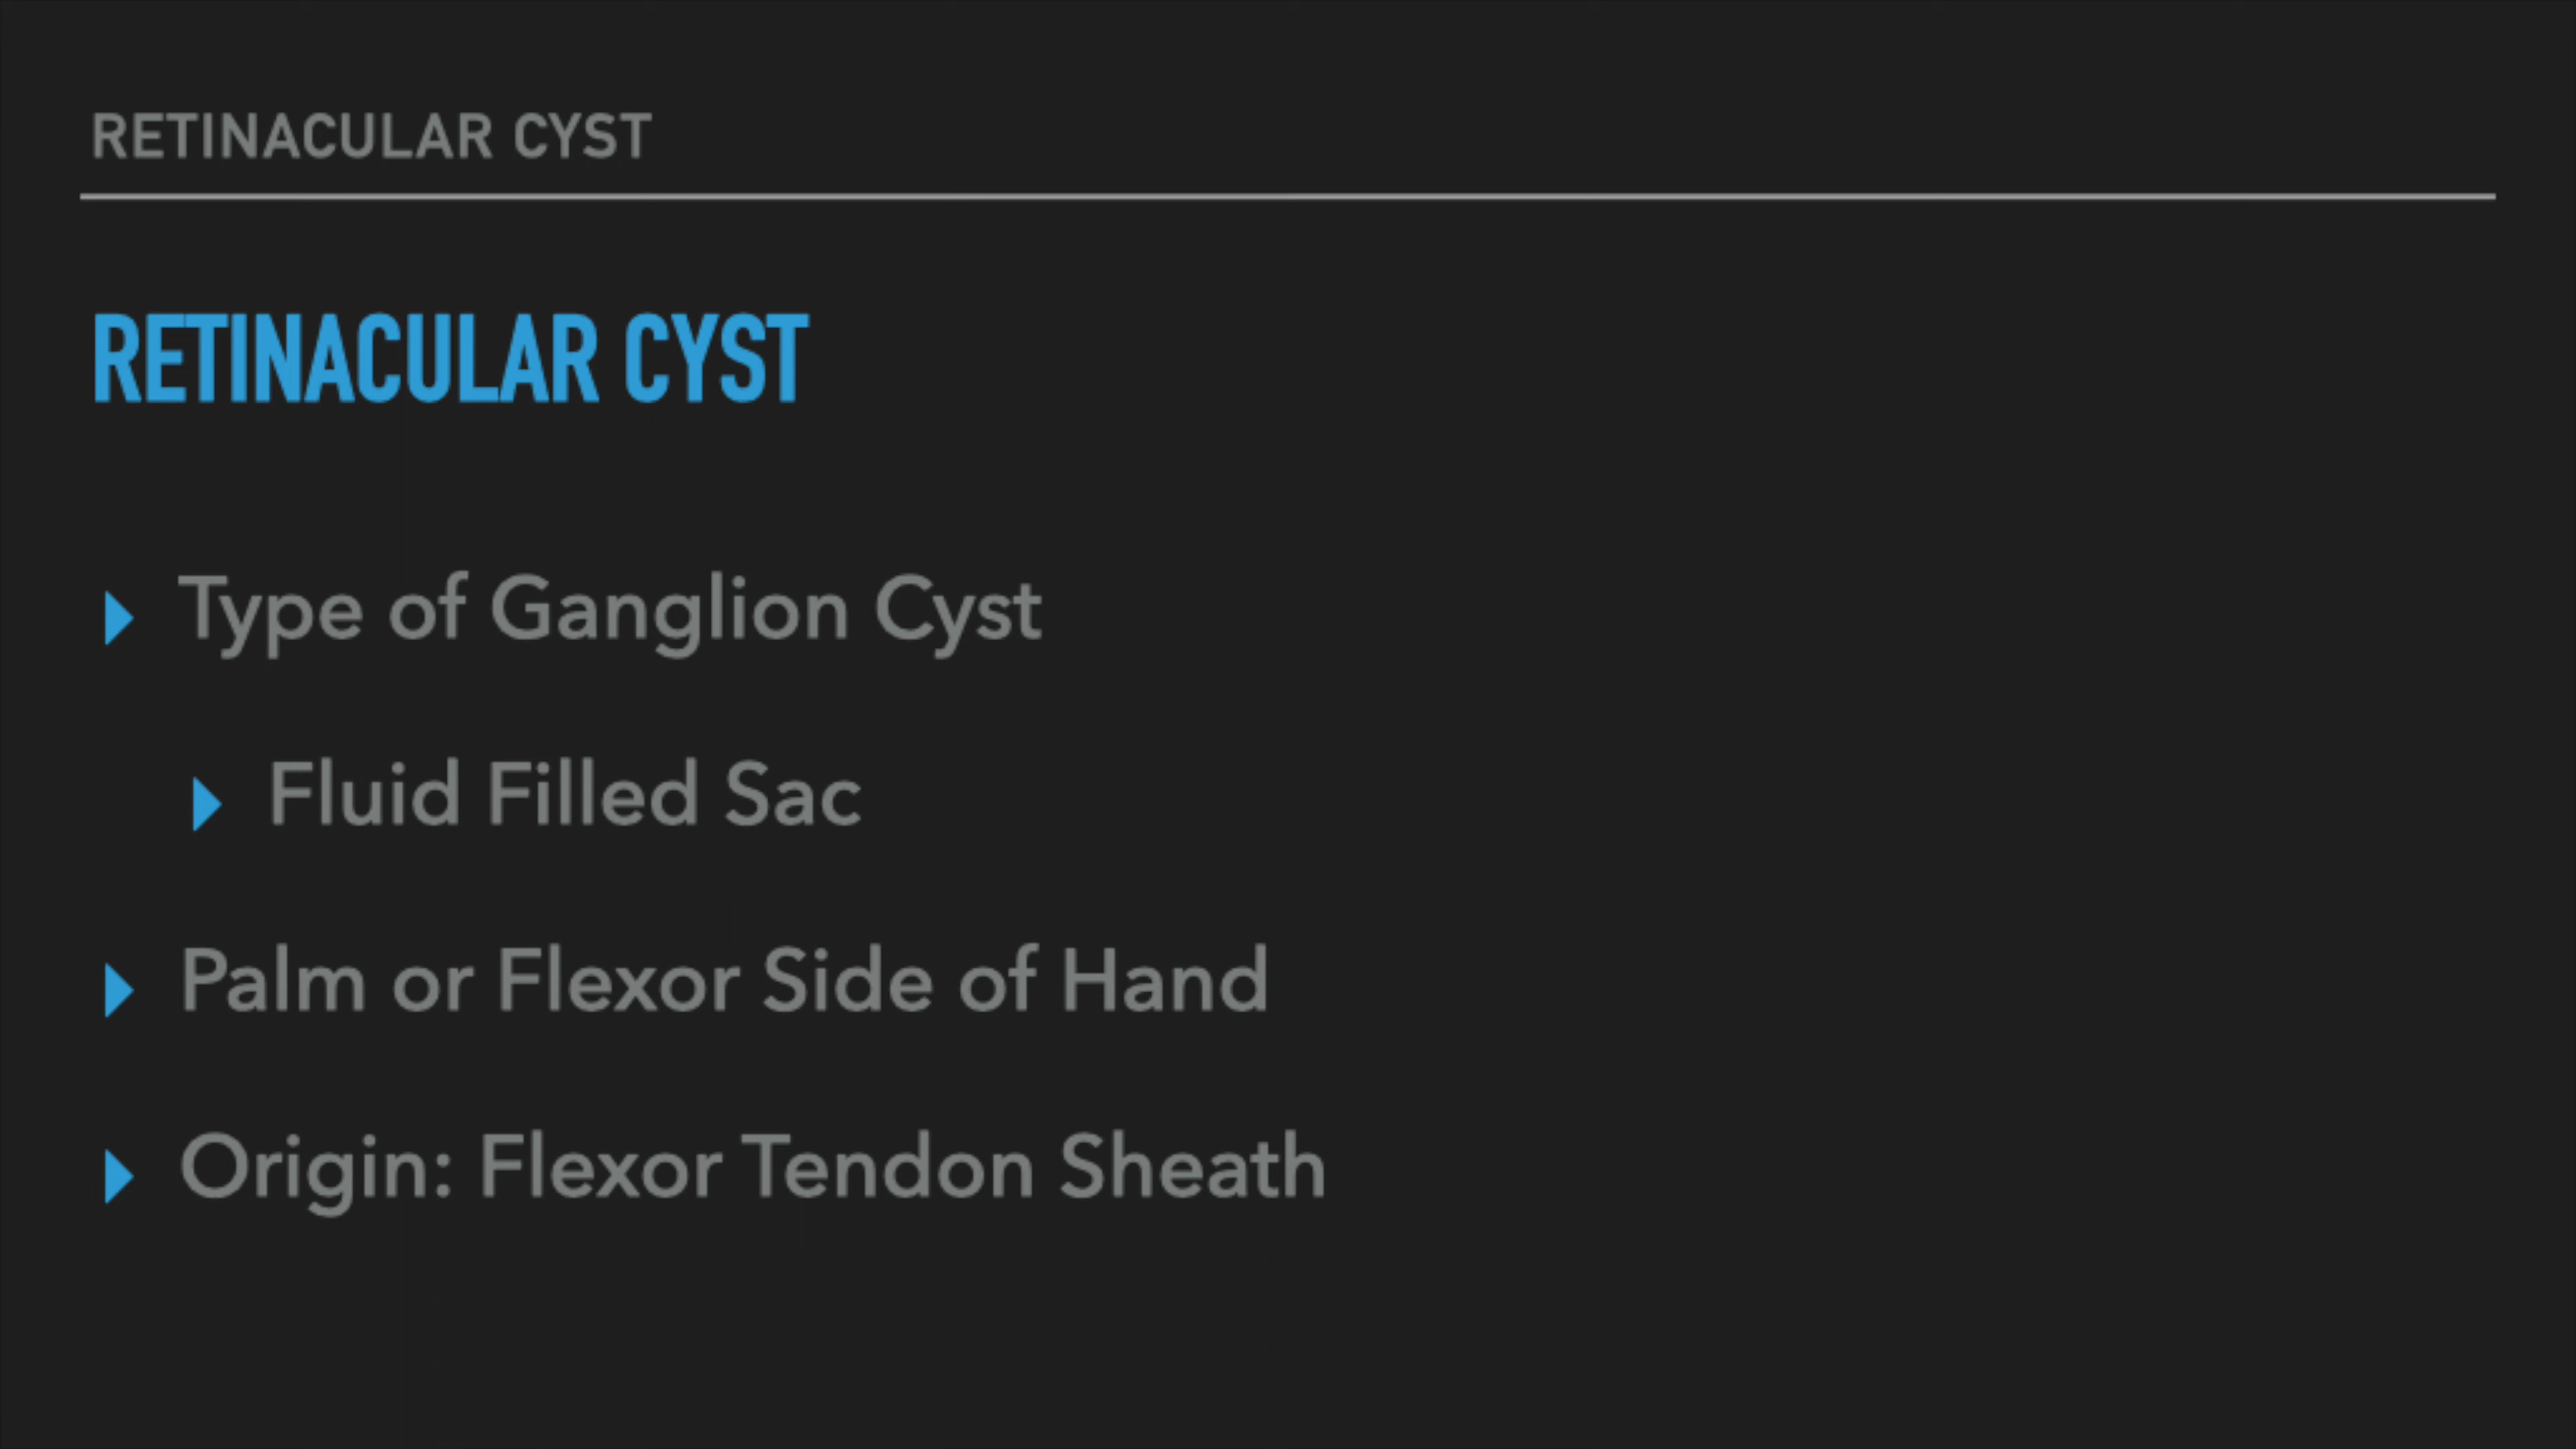 RETINACULAR CYST
RETINACULAR CYST
Type of Ganglion Cyst
Fluid Filled Sac
Palm or Flexor Side of Hand
Origin: Flexor Tendon Sheath